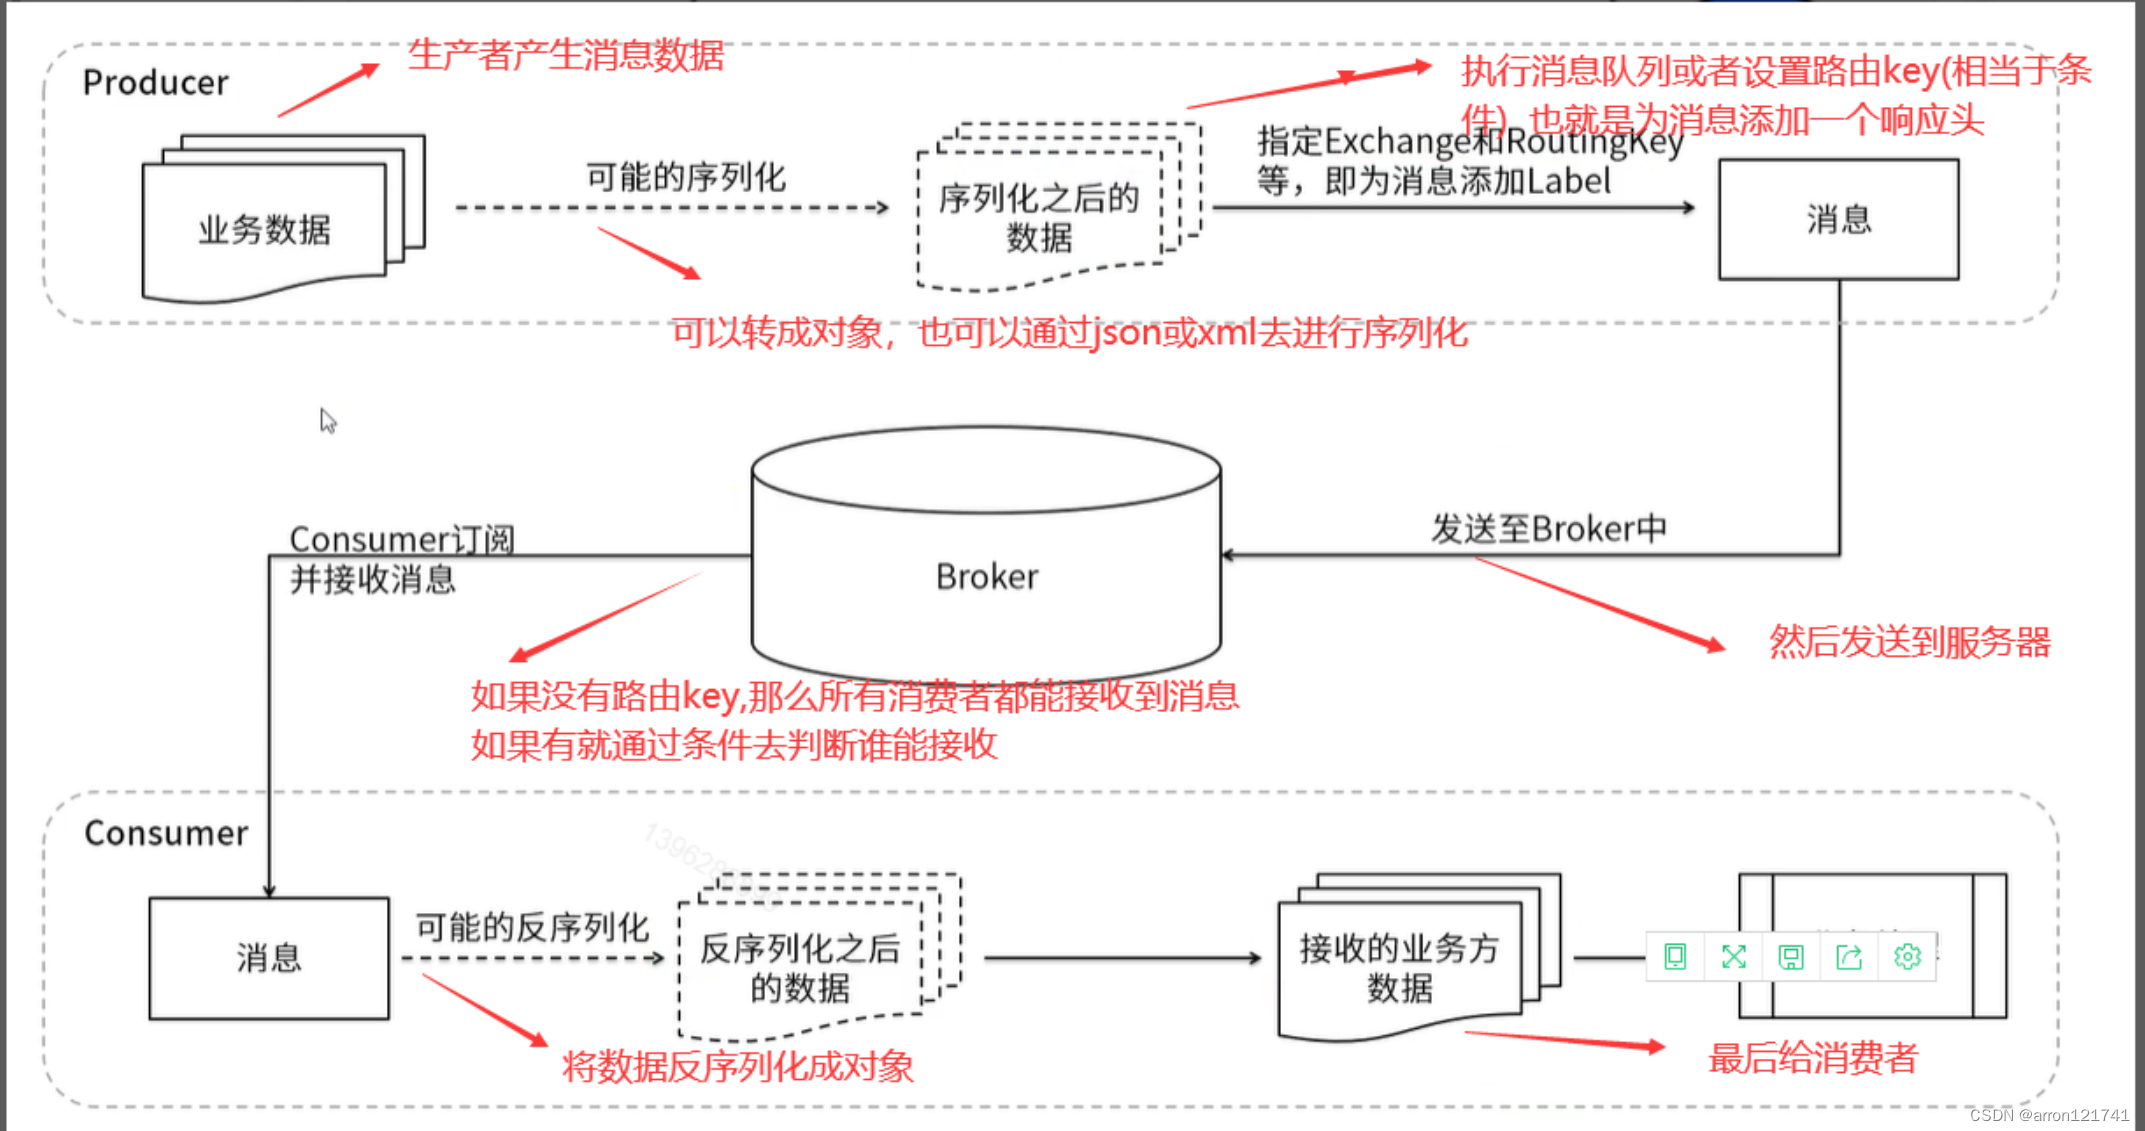 Producer
生产者产生消息数据
执行消息队列或者设置路由key(相当于条
件) 也就是为消息添加一个响应头
业务数据
可能的序列化
序列化之后的
数据
指定Exchange和RoutingKey
等，即为消息添加Label
消息
可以转成对象，也可以通过json或xml去进行序列化
Consumer订阅
并接收消息
Broker
发送至Broker中
然后发送到服务器
如果没有路由key,那么所有消费者都能接收到消息
如果有就通过条件去判断谁能接收
Consumer
消息
可能的反序列化
反序列化之后
的数据
接收的业务方
数据
将数据反序列化成对象
最后给消费者
CSDN @arron121741